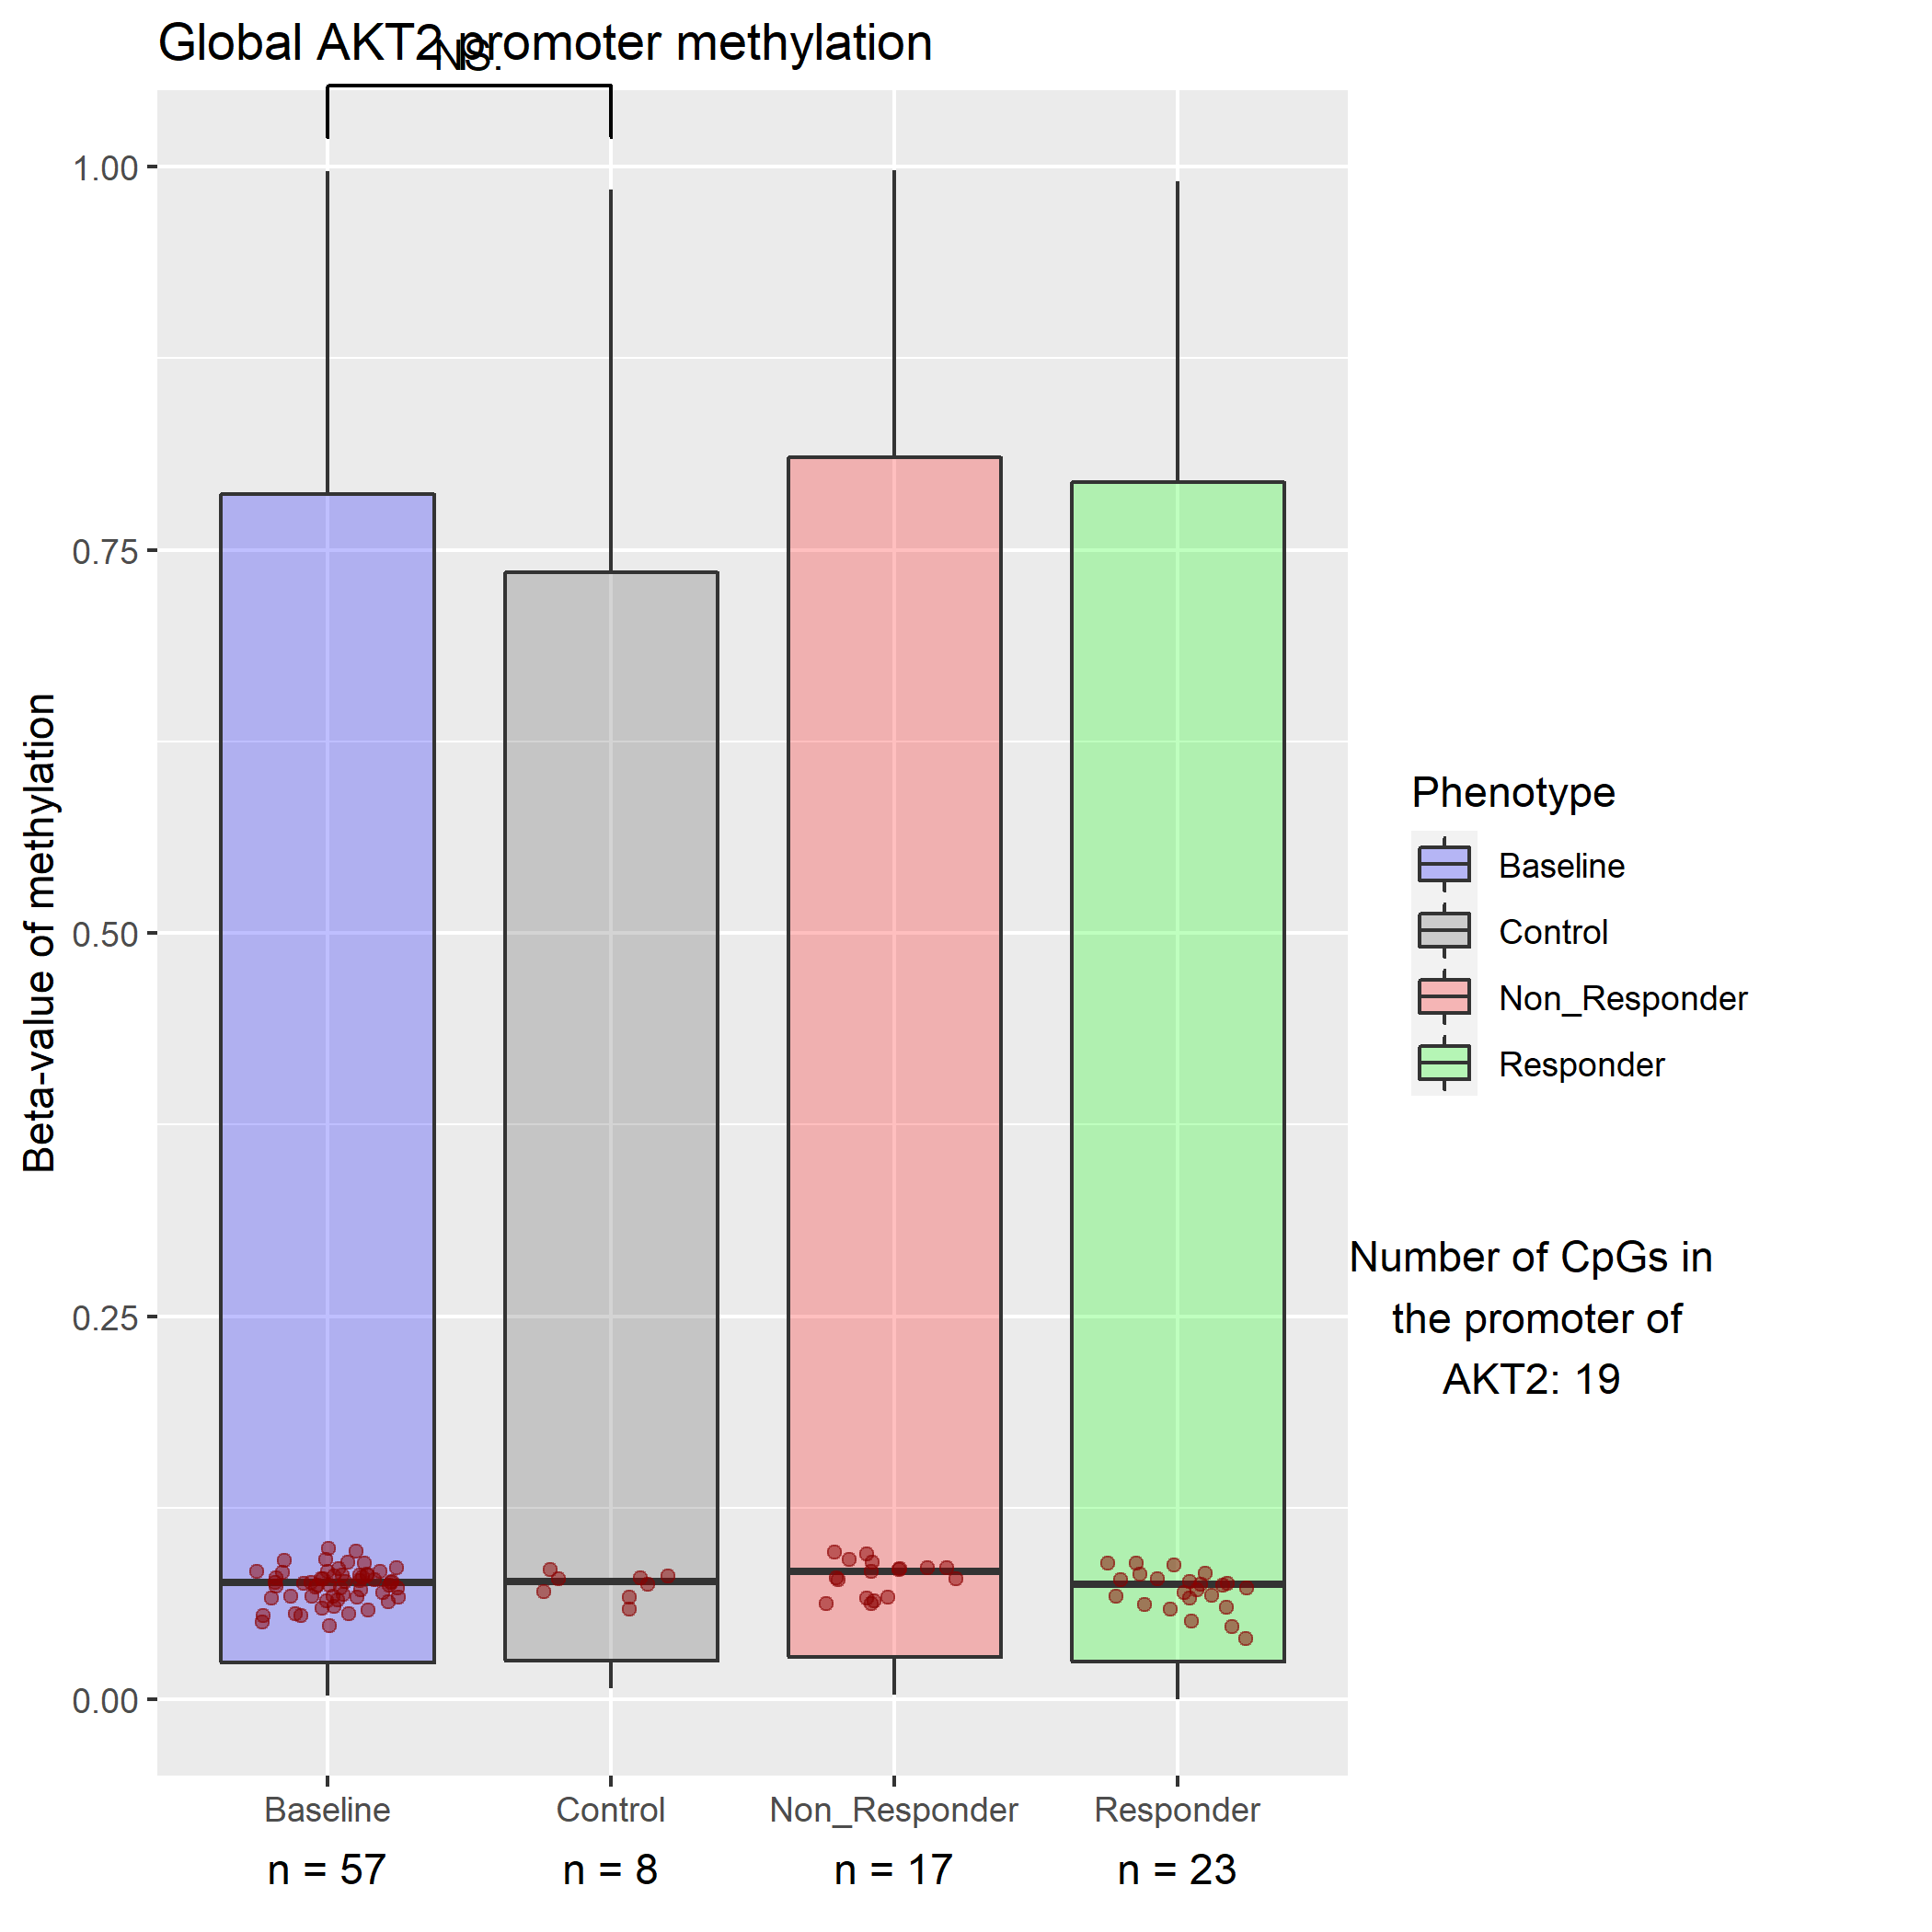 Global AKT2 promoter methylation
NS.
1.00
0.75
0.50
0.25
0.00
Beta-value of methylation
Baseline
Control
Non_Responder
Responder
n = 57
n = 8
n = 17
n = 23
Phenotype
Baseline
Control
Non_Responder
Responder
Number of CpGs in
the promoter of
AKT2: 19